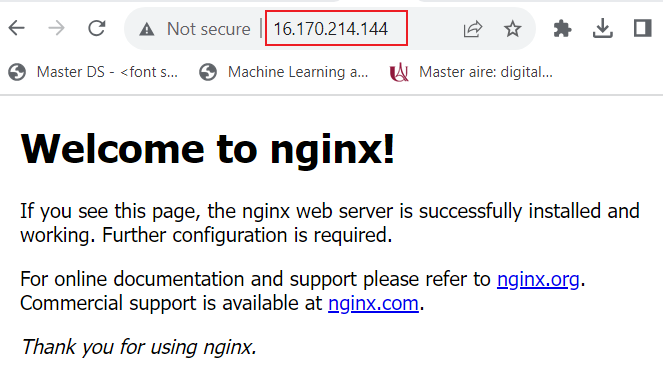 Not secure | 16.170.214.144
Master DS - <font s... Machine Learning a... Master aire: digital...
Welcome to nginx!
If you see this page, the nginx web server is successfully installed and
working. Further configuration is required.
For online documentation and support please refer to nginx.org.
Commercial support is available at nginx.com.
Thank you for using nginx.